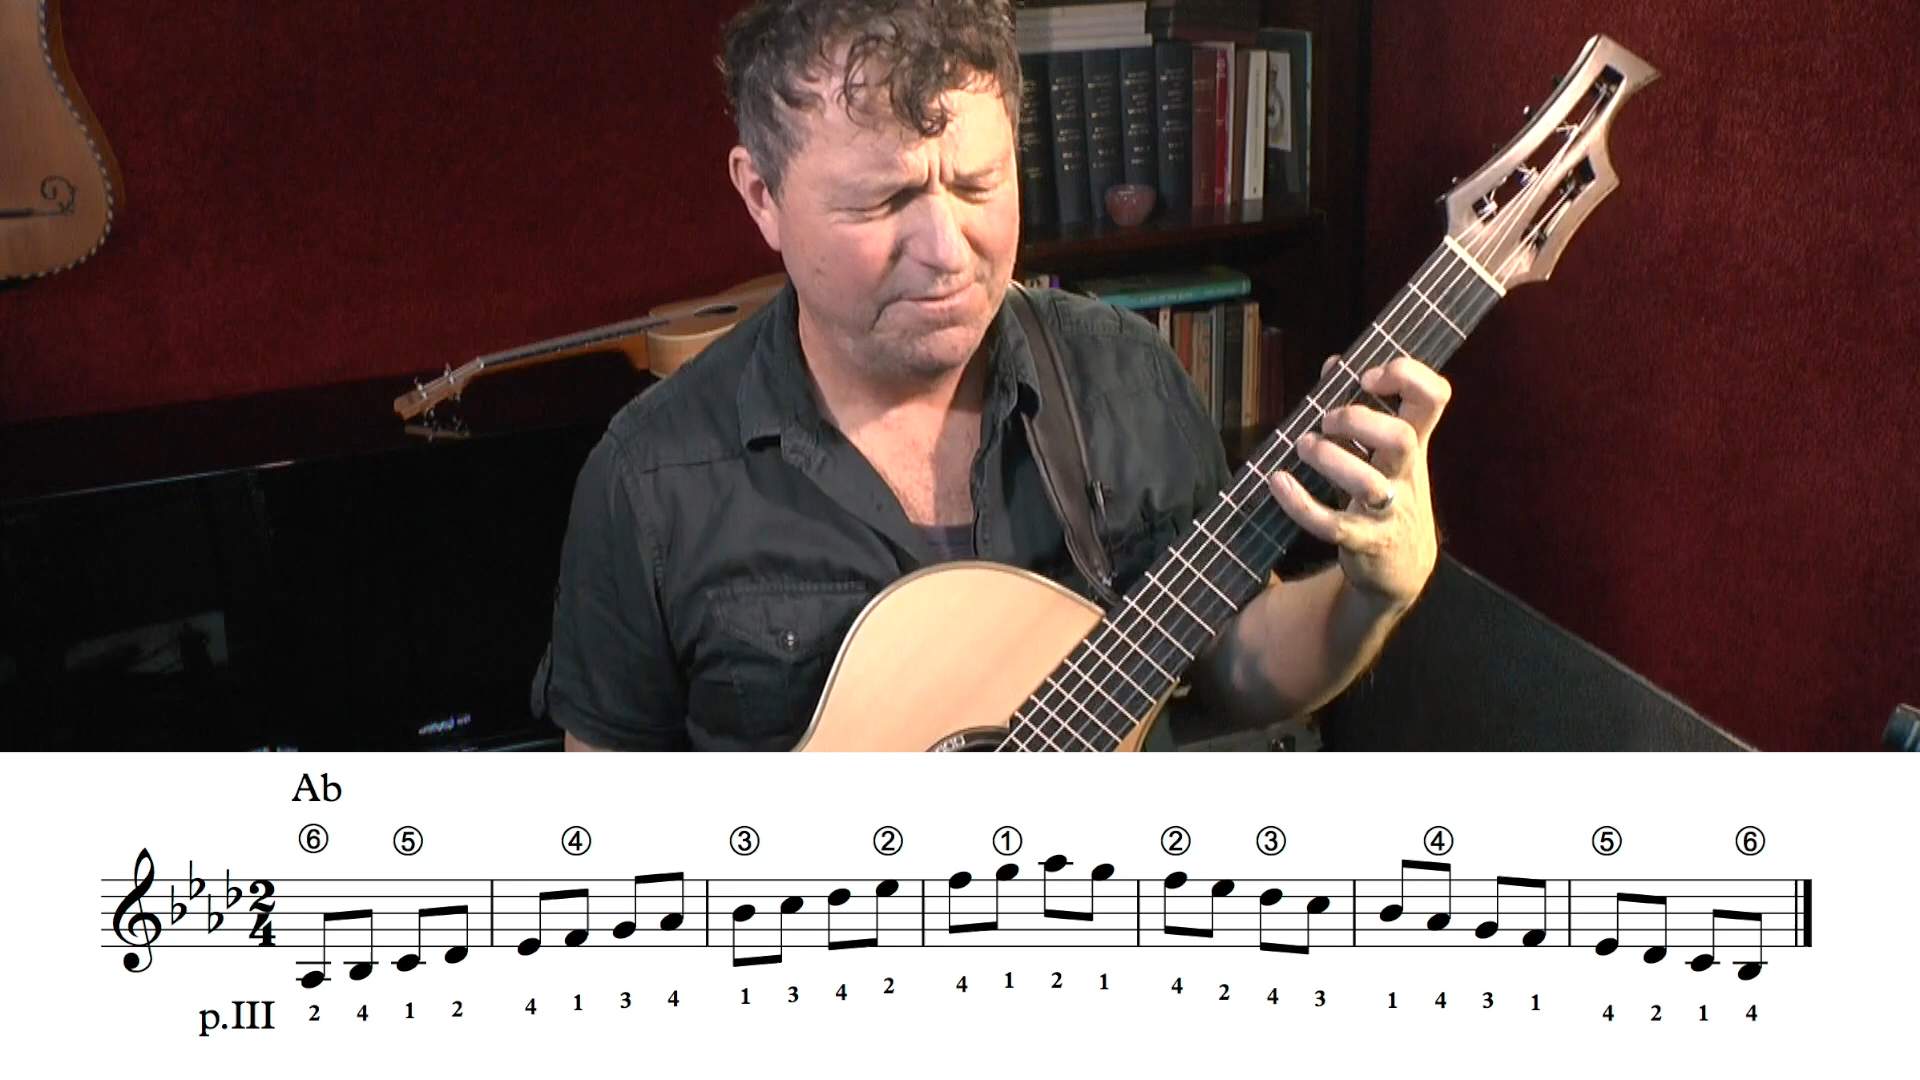 Ab
⑥ ⑤ ④ ③ ② ① ② ③ ④ ⑤ ⑥
2 4
p.III 2 4 1 2 4 1 3 4 1 3 4 2 4 1 2 1 4 2 4 3 1 4 3 1 4 2 1 4